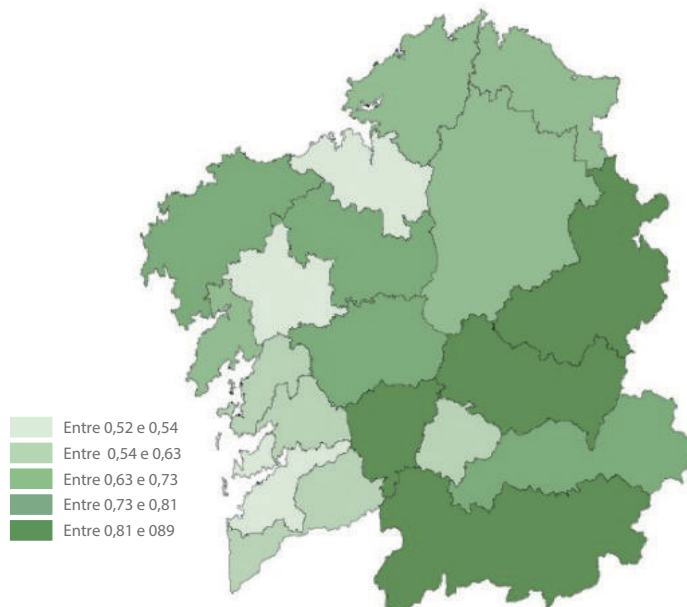 Entre 0,52 e 0,54
Entre 0,54 e 0,63
Entre 0,63 e 0,73
Entre 0,73 e 0,81
Entre 0,81 e 089